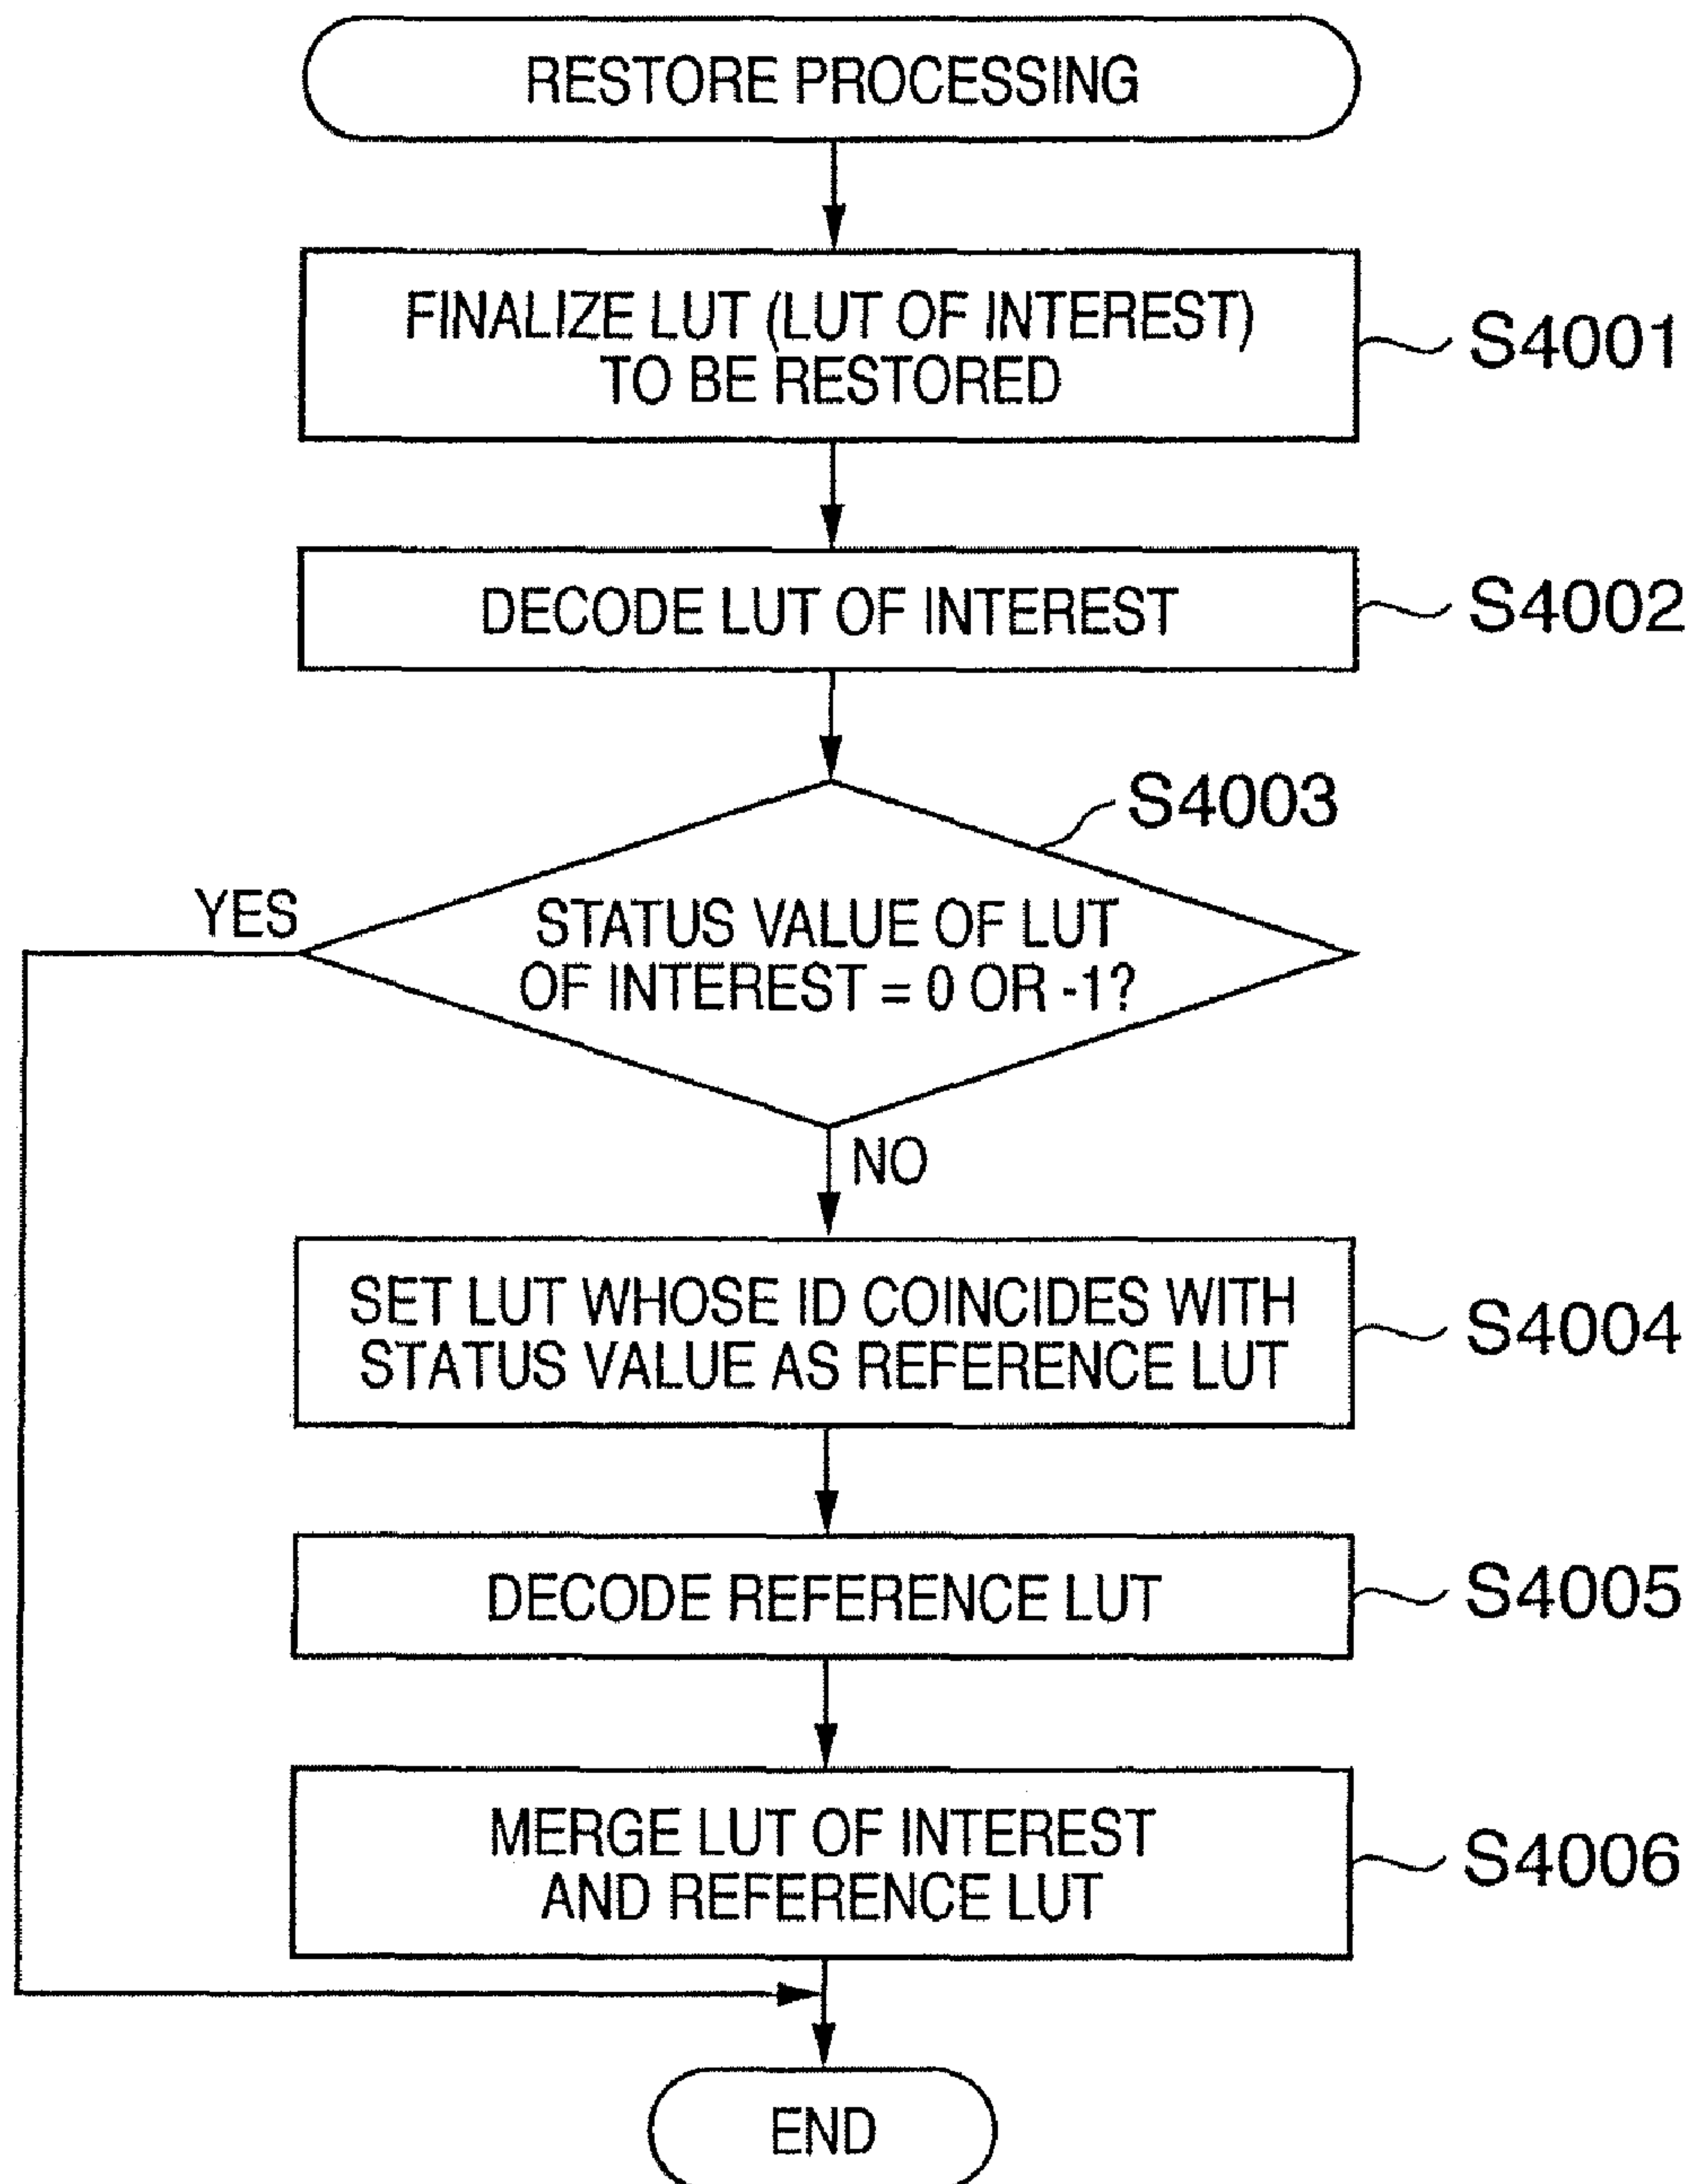 RESTORE PROCESSING
FINALIZE LUT (LUT OF INTEREST)
TO BE RESTORED
S4001
DECODE LUT OF INTEREST
S4002
S4003
YES
STATUS VALUE OF LUT
OF INTEREST = 0 OR -1?
NO
SET LUT WHOSE ID COINCIDES WITH
STATUS VALUE AS REFERENCE LUT
S4004
DECODE REFERENCE LUT
S4005
MERGE LUT OF INTEREST
AND REFERENCE LUT
S4006
END